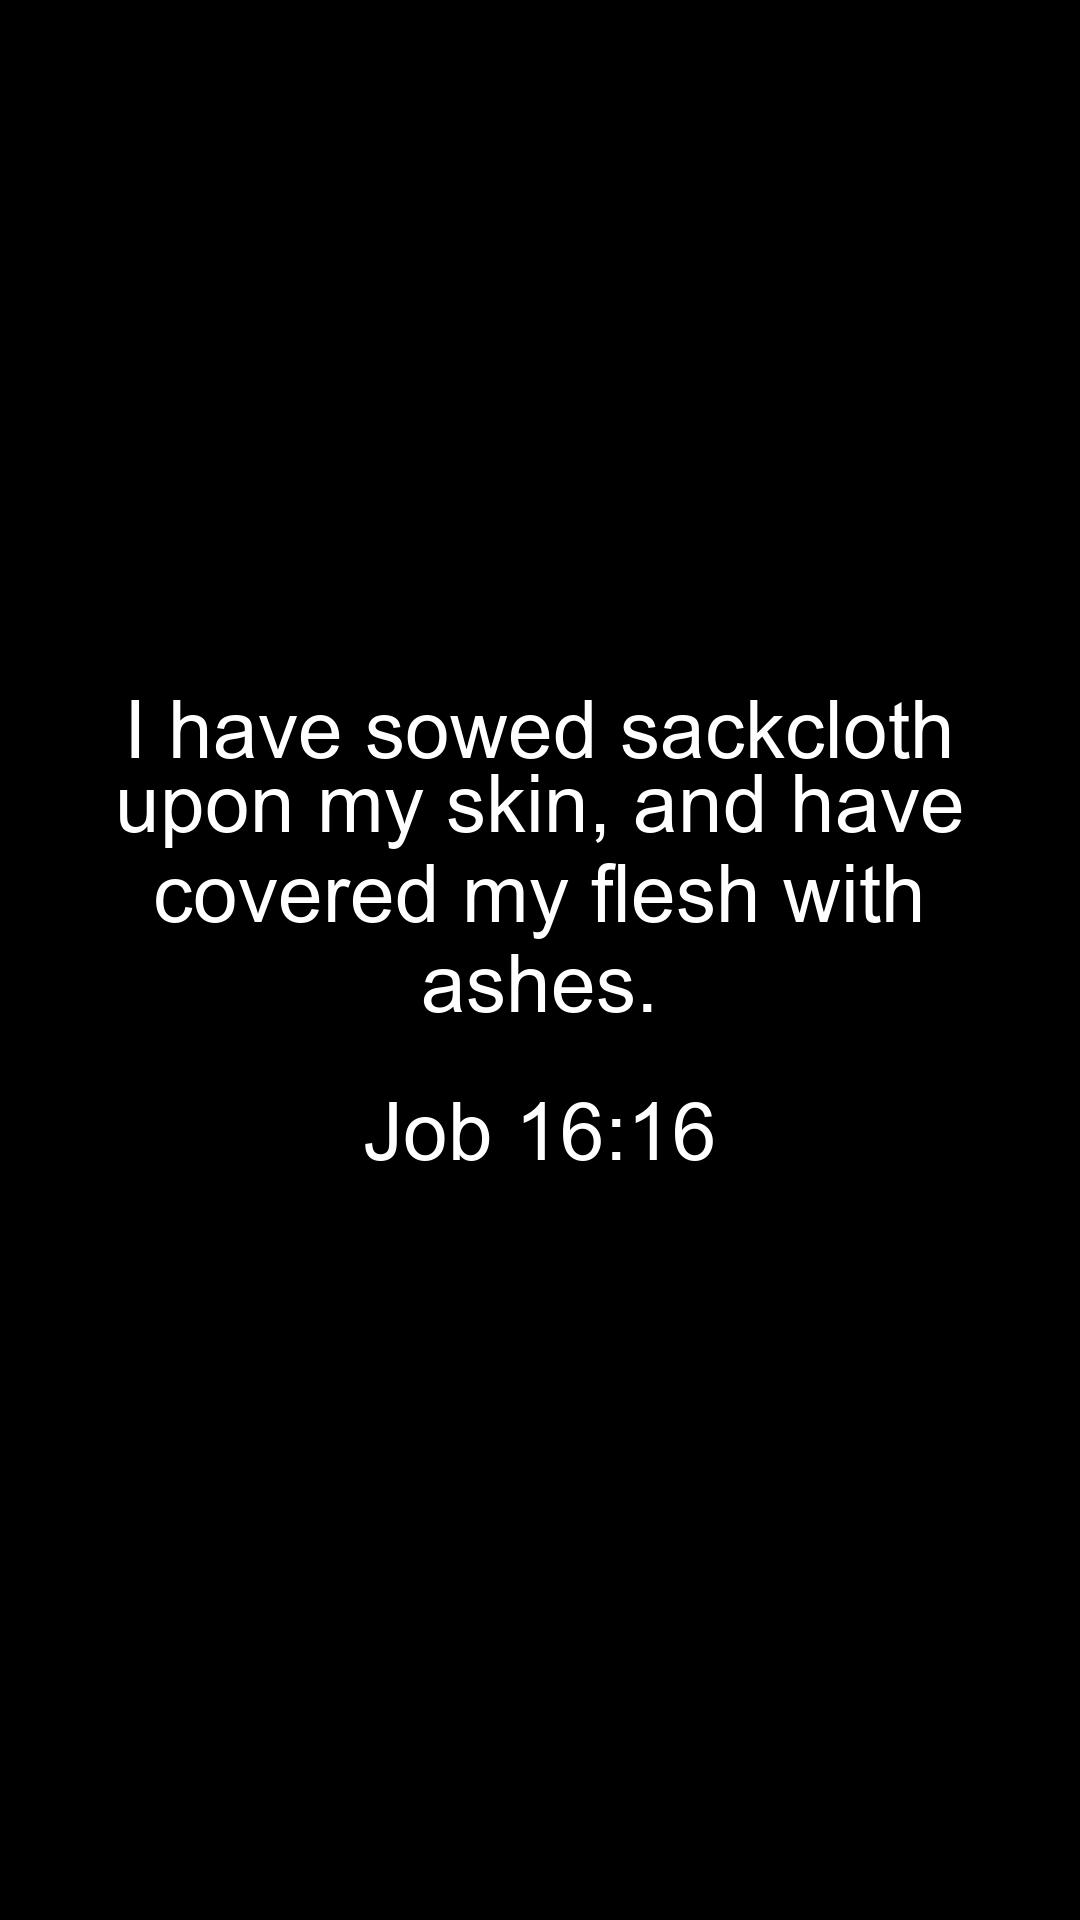 I have sowed sackcloth
upon my skin, and have
covered my flesh with
ashes.
Job 16:16